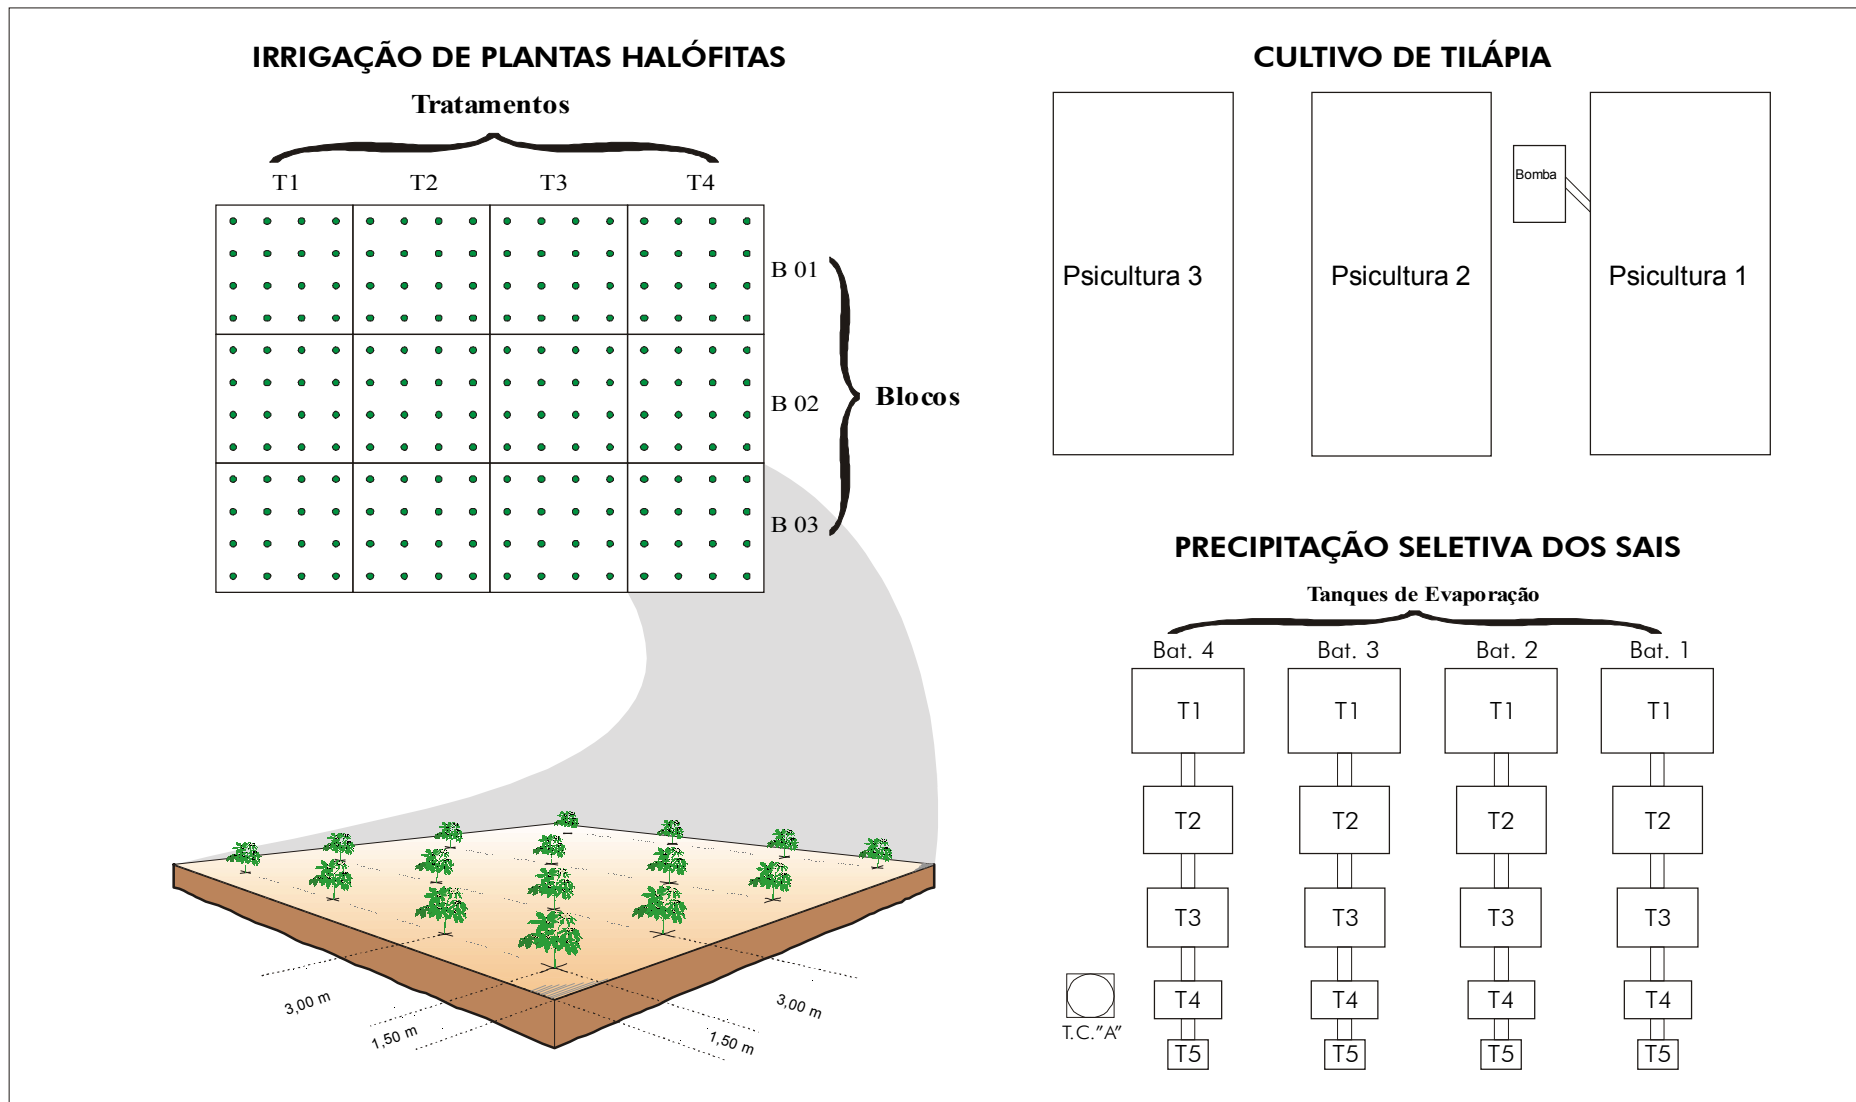 IRRIGAÇÃO DE PLANTAS HALÓFITAS
Tratamentos
T1 T2 T3 T4
B 01
B 02
B 03
Blocos
3,00 m
1,50 m
3,00 m
1,50 m
CULTIVO DE TILÁPIA
Psicultura 3
Psicultura 2
Bomba
Psicultura 1
PRECIPITAÇÃO SELETIVA DOS SAIS
Tanques de Evaporação
Bat. 4 Bat. 3 Bat. 2 Bat. 1
T1 T1 T1 T1
T2 T2 T2 T2
T3 T3 T3 T3
T4 T4 T4 T4
T5 T5 T5 T5
T.C."A"